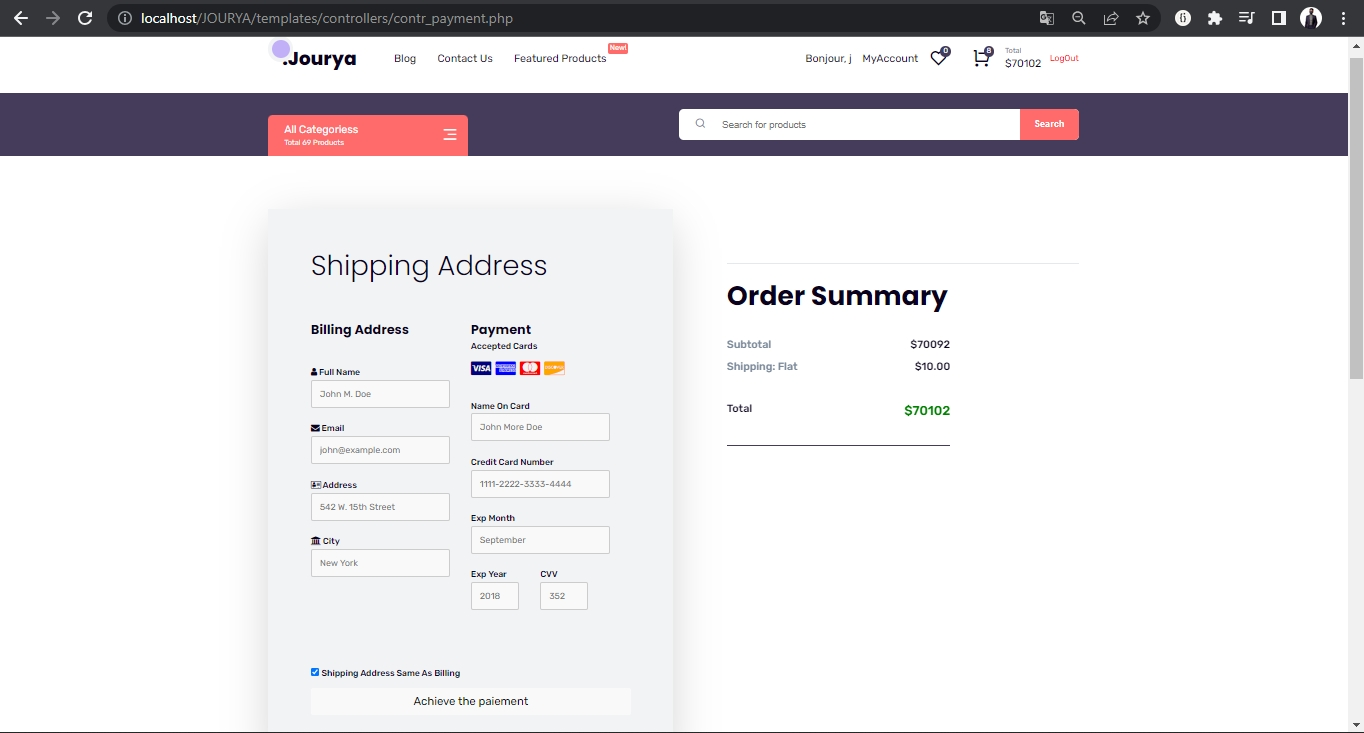 localhost/JOURYA/templates/controllers/contr_payment.php
.Jourya
Blog
Contact Us
Featured Products
New!
Bonjour, j
MyAccount
0
8
Total
$70102
LogOut
All Categoriess
Total 69 Products
Search for products
Search
Shipping Address
Billing Address
Full Name
John M. Doe
Email
john@example.com
Address
542 W. 15th Street
City
New York
Payment
Accepted Cards
VISA
Name On Card
John More Doe
Credit Card Number
1111-2222-3333-4444
Exp Month
September
Exp Year
CVV
2018
352
Shipping Address Same As Billing
Achieve the paiement
Order Summary
Subtotal $70092
Shipping: Flat $10.00
Total $70102